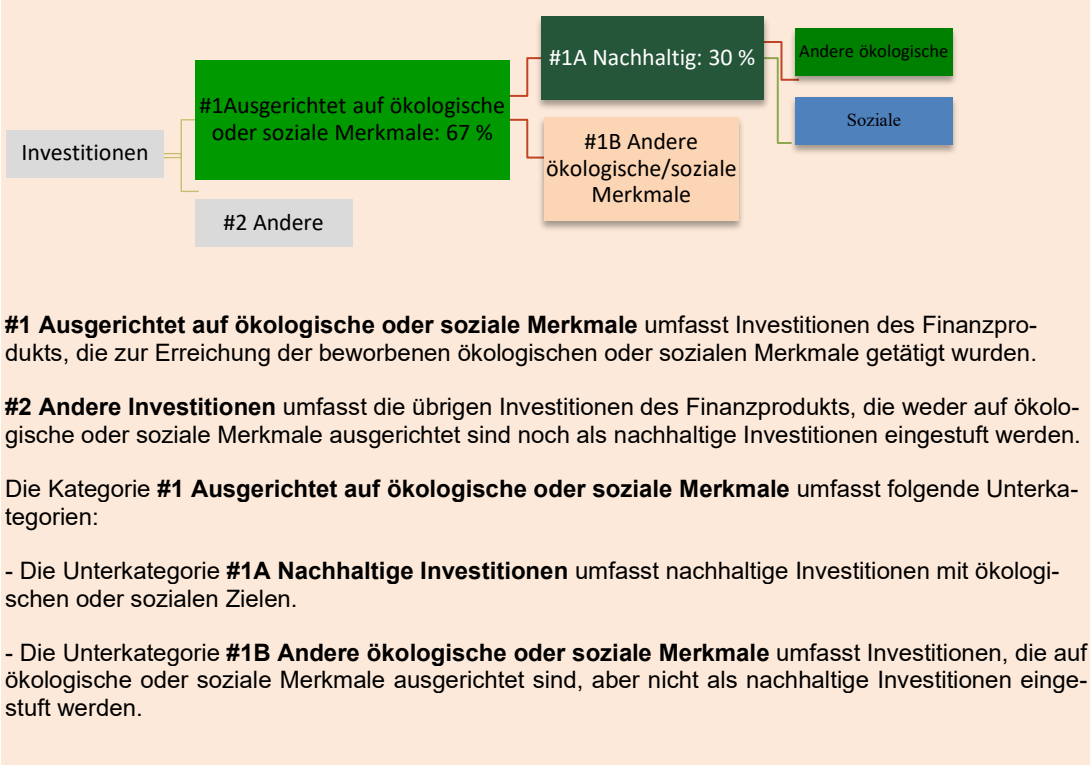 Investitionen
#1Ausgerichtet auf ökologische
oder soziale Merkmale: 67 %
#2 Andere
#1A Nachhaltig: 30 %
#1B Andere
ökologische/soziale
Merkmale
Andere ökologische
Soziale
#1 Ausgerichtet auf ökologische oder soziale Merkmale umfasst Investitionen des Finanzpro-
dukts, die zur Erreichung der beworbenen ökologischen oder sozialen Merkmale getätigt wurden.
#2 Andere Investitionen umfasst die übrigen Investitionen des Finanzprodukts, die weder auf ökolo-
gische oder soziale Merkmale ausgerichtet sind noch als nachhaltige Investitionen eingestuft werden.
Die Kategorie #1 Ausgerichtet auf ökologische oder soziale Merkmale umfasst folgende Unterka-
tegorien:
- Die Unterkategorie #1A Nachhaltige Investitionen umfasst nachhaltige Investitionen mit ökologi-
schen oder sozialen Zielen.
- Die Unterkategorie #1B Andere ökologische oder soziale Merkmale umfasst Investitionen, die auf
ökologische oder soziale Merkmale ausgerichtet sind, aber nicht als nachhaltige Investitionen einge-
stuft werden.